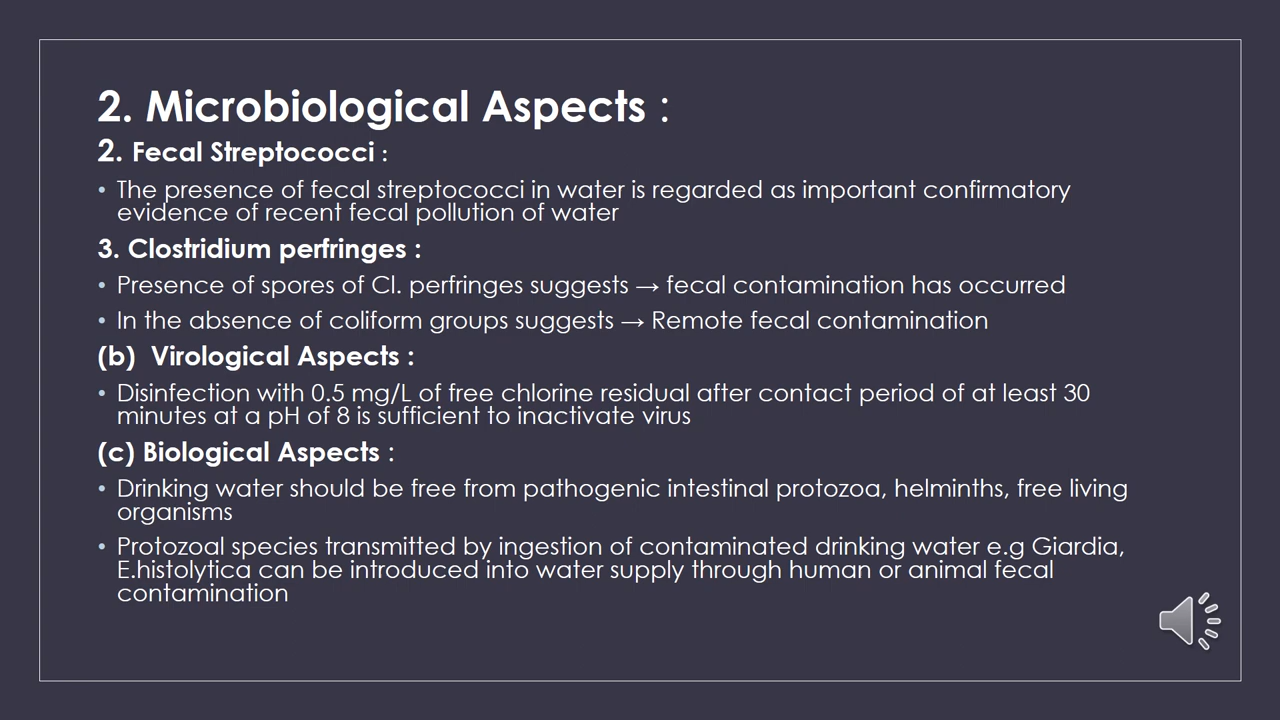 2. Microbiological Aspects :
2. Fecal Streptococci :
• The presence of fecal streptococci in water is regarded as important confirmatory
evidence of recent fecal pollution of water
3. Clostridium perfringes :
• Presence of spores of Cl. perfringes suggests → fecal contamination has occurred
• In the absence of coliform groups suggests → Remote fecal contamination
(b) Virological Aspects :
• Disinfection with 0.5 mg/L of free chlorine residual after contact period of at least 30
minutes at a pH of 8 is sufficient to inactivate virus
(c) Biological Aspects :
• Drinking water should be free from pathogenic intestinal protozoa, helminths, free living
organisms
• Protozoal species transmitted by ingestion of contaminated drinking water e.g Giardia,
E.histolytica can be introduced into water supply through human or animal fecal
contamination